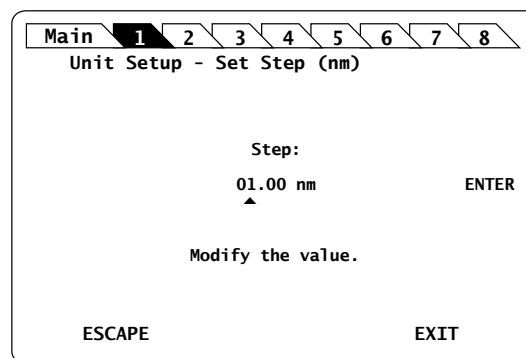 Main 1 2 3 4 5 6 7 8
Unit Setup - Set Step (nm)
Step:
01.00 nm ENTER
Modify the value.
ESCAPE EXIT